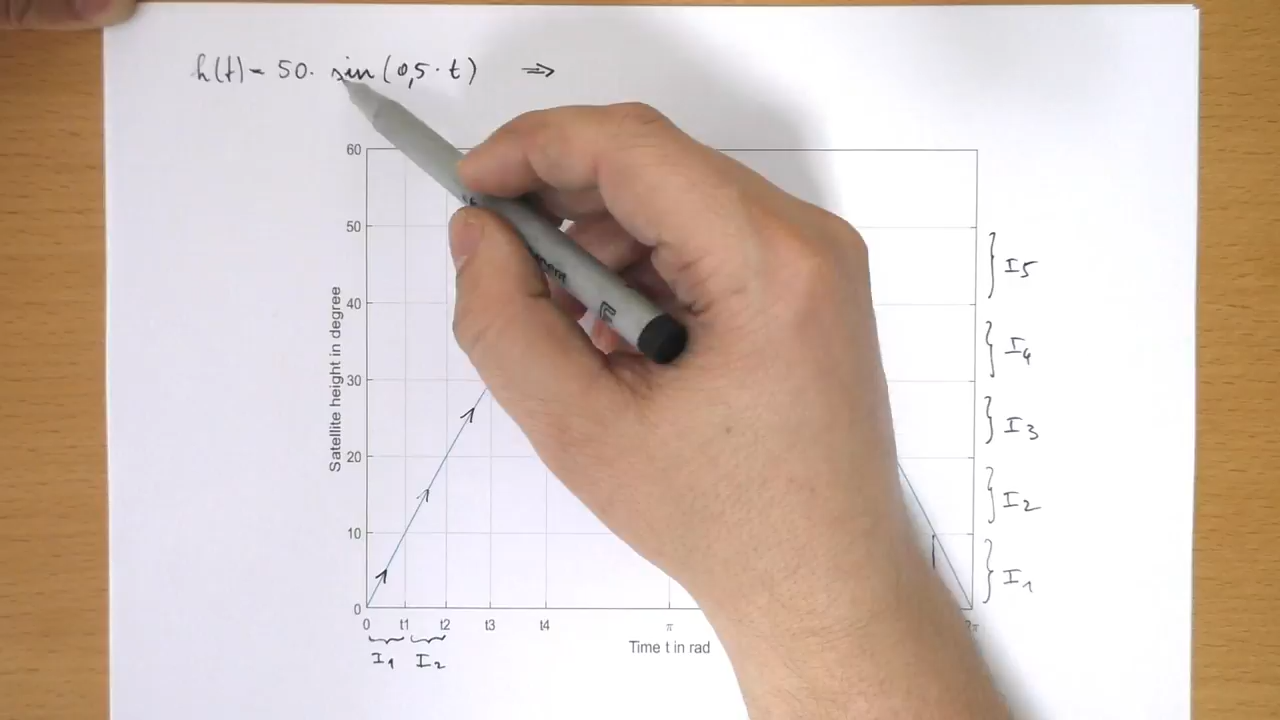 h(t) = 50 · sin(0,5 · t) ⇒
60
50
40
30
20
10
0
Satellite height in degree
I5
I4
I3
I2
I1
0 t1 t2 t3 t4 π 2π
Time t in rad
I1 I2